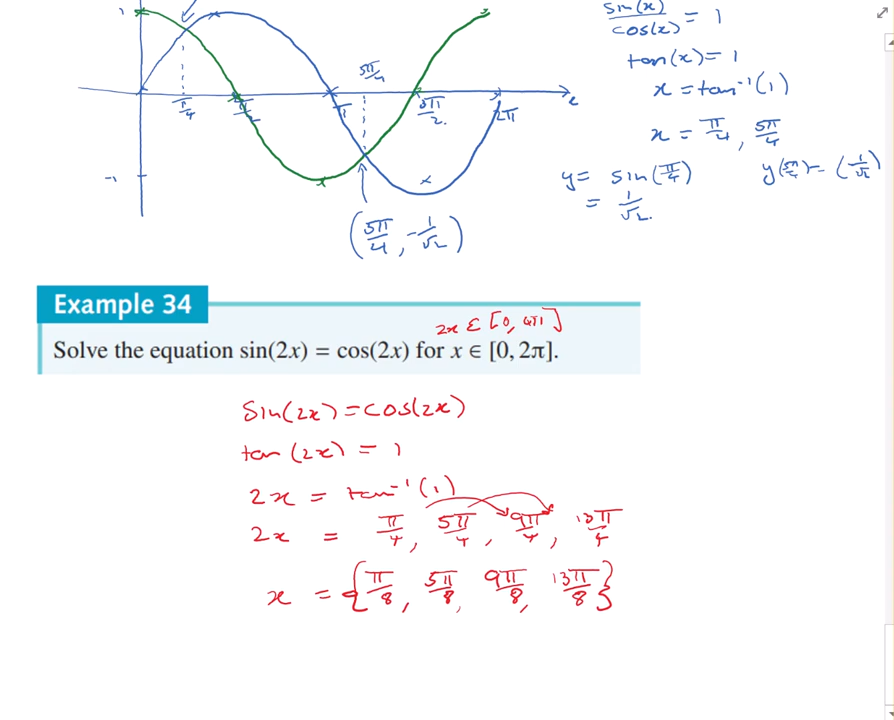 1
sin(x)/cos(x) = 1
tan(x) = 1
x = tan⁻¹(1)
x = π/4, 5π/4
5π/4
π/4 π/2 π 3π/2 2π x
-1
y = sin(π/4) y(5π/4) = -(1/√2)
= 1/√2.
(5π/4, -1/√2)
Example 34
2x ∈ [0, 4π]
Solve the equation sin(2x) = cos(2x) for x ∈ [0, 2π].
sin(2x) = cos(2x)
tan(2x) = 1
2x = tan⁻¹(1)
2x = π/4, 5π/4, 9π/4, 13π/4
x = {π/8, 5π/8, 9π/8, 13π/8}